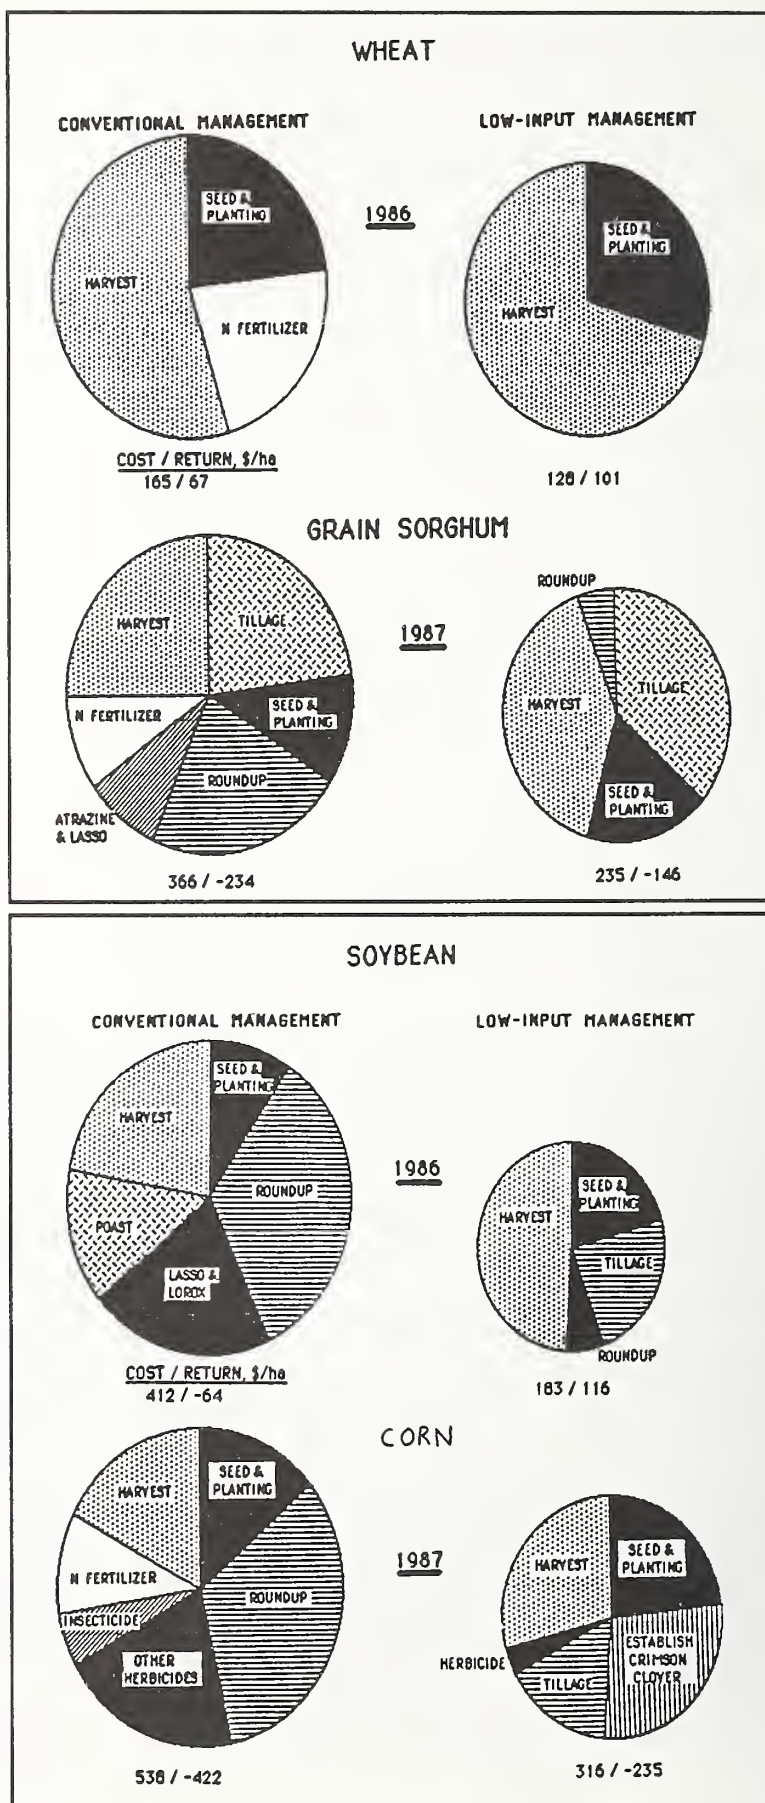 WHEAT
CONVENTIONAL MANAGEMENT
LOW-INPUT MANAGEMENT
SEED &
PLANTING
HARVEST
N FERTILIZER
1986
SEED &
PLANTING
HARVEST
COST / RETURN, $/ha
165 / 67
128 / 101
GRAIN SORGHUM
HARVEST
TILLAGE
N FERTILIZER
SEED &
PLANTING
ROUNDUP
ATRAZINE
& LASSO
1987
ROUNDUP
HARVEST
TILLAGE
SEED &
PLANTING
366 / -234
235 / -146
SOYBEAN
CONVENTIONAL MANAGEMENT
LOW-INPUT MANAGEMENT
SEED &
PLANTING
HARVEST
ROUNDUP
POAST
LASSO &
LOROX
1986
SEED &
PLANTING
HARVEST
TILLAGE
ROUNDUP
COST / RETURN, $/ha
412 / -64
183 / 116
CORN
SEED &
PLANTING
HARVEST
N FERTILIZER
ROUNDUP
INSECTICIDE
OTHER
HERBICIDES
1987
SEED &
PLANTING
HARVEST
HERBICIDE
TILLAGE
ESTABLISH
CRIMSON
CLOVER
538 / -422
316 / -235